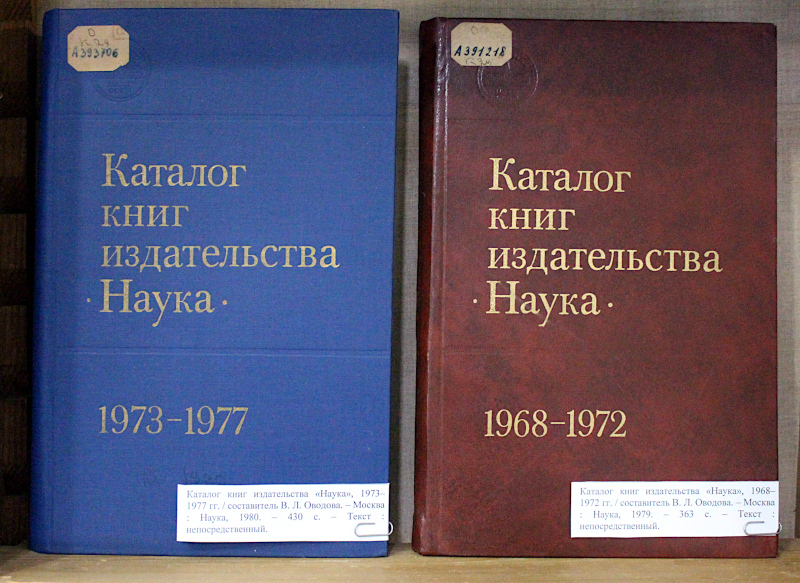 А393706
Каталог
книг
издательства
·Наука·
1973–1977
Каталог книг издательства «Наука», 1973–
1977 гг. / составитель В. Л. Оводова. – Москва
: Наука, 1980. – 430 с. – Текст :
непосредственный.
А391218
Каталог
книг
издательства
·Наука·
1968–1972
Каталог книг издательства «Наука», 1968–
1972 гг. / составитель В. Л. Оводова. – Москва
: Наука, 1979. – 363 с. – Текст :
непосредственный.